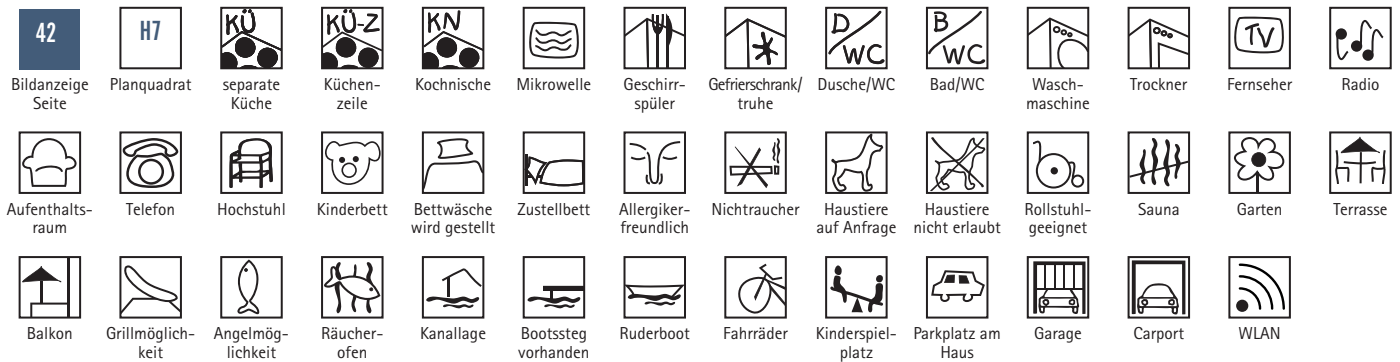 42
H7
KÜ
KÜ-Z
KN
D/WC
B/WC
TV
Bildanzeige
Seite
Planquadrat
separate
Küche
Küchen-
zeile
Kochnische
Mikrowelle
Geschirr-
spüler
Gefrierschrank/
truhe
Dusche/WC
Bad/WC
Wasch-
maschine
Trockner
Fernseher
Radio
Aufenthalts-
raum
Telefon
Hochstuhl
Kinderbett
Bettwäsche
wird gestellt
Zustellbett
Allergiker-
freundlich
Nichtraucher
Haustiere
auf Anfrage
Haustiere
nicht erlaubt
Rollstuhl-
geeignet
Sauna
Garten
Terrasse
Balkon
Grillmöglich-
keit
Angelmög-
lichkeit
Räucher-
ofen
Kanallage
Bootssteg
vorhanden
Ruderboot
Fahrräder
Kinderspiel-
platz
Parkplatz am
Haus
Garage
Carport
WLAN